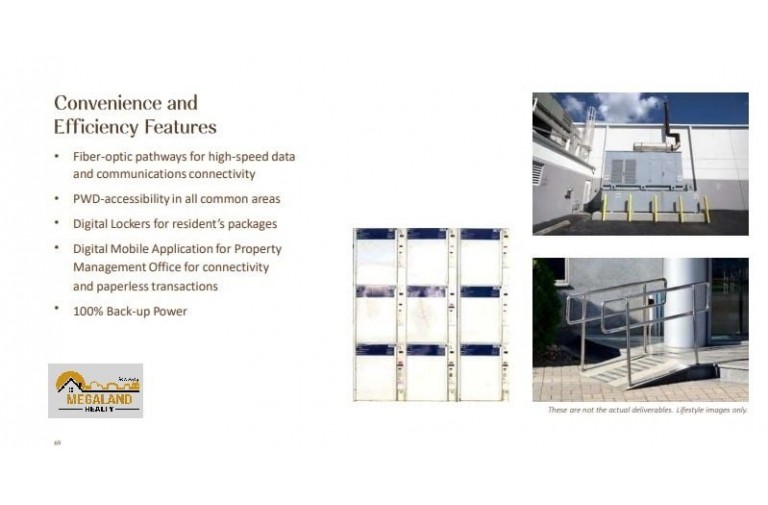 Convenience and
Efficiency Features
• Fiber-optic pathways for high-speed data
and communications connectivity
• PWD-accessibility in all common areas
• Digital Lockers for resident's packages
• Digital Mobile Application for Property
Management Office for connectivity
and paperless transactions
• 100% Back-up Power
MEGALAND
REALTY
These are not the actual deliverables. Lifestyle images only.
69